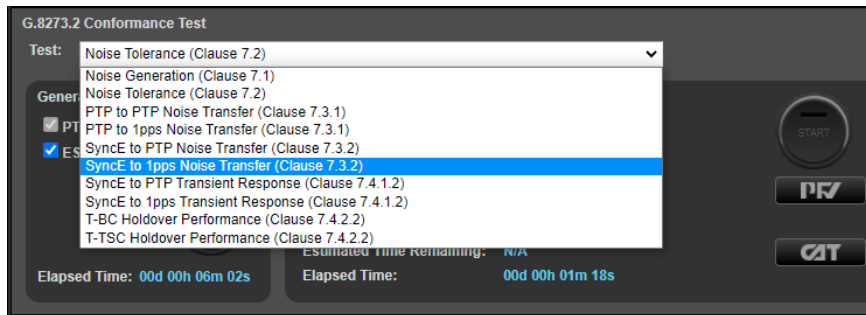 G.8273.2 Conformance Test
Test: Noise Tolerance (Clause 7.2)
Noise Generation (Clause 7.1)
Noise Tolerance (Clause 7.2)
PTP to PTP Noise Transfer (Clause 7.3.1)
PTP to 1pps Noise Transfer (Clause 7.3.1)
SyncE to PTP Noise Transfer (Clause 7.3.2)
SyncE to 1pps Noise Transfer (Clause 7.3.2)
SyncE to PTP Transient Response (Clause 7.4.1.2)
SyncE to 1pps Transient Response (Clause 7.4.1.2)
T-BC Holdover Performance (Clause 7.4.2.2)
T-TSC Holdover Performance (Clause 7.4.2.2)
Gener
PT
ES
START
PFV
CAT
Estimated Time Remaining: N/A
Elapsed Time: 00d 00h 06m 02s
Elapsed Time: 00d 00h 01m 18s